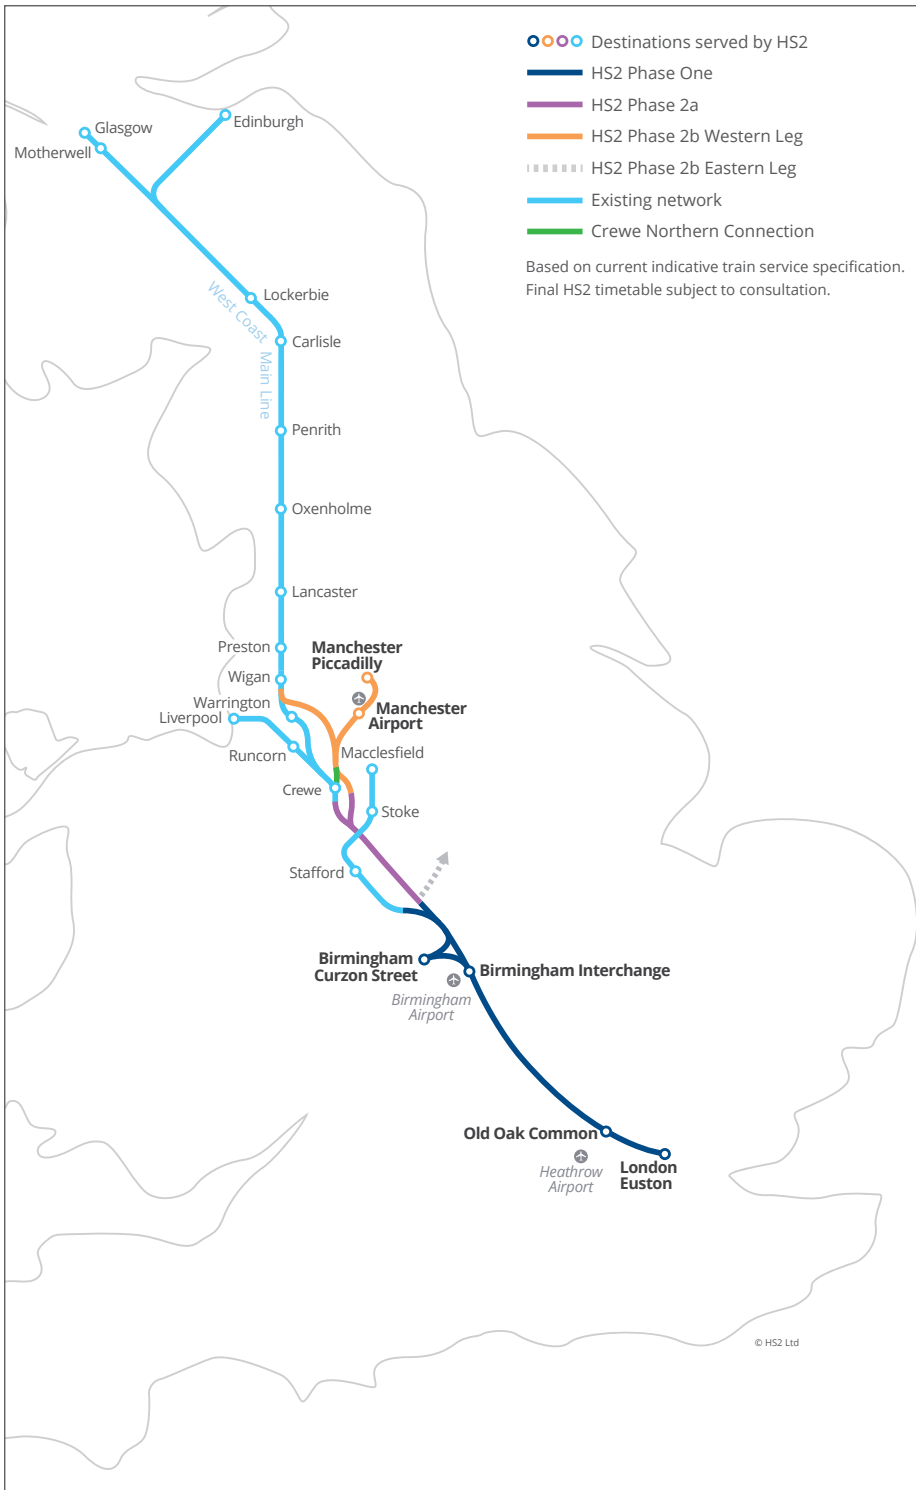 Destinations served by HS2
HS2 Phase One
HS2 Phase 2a
HS2 Phase 2b Western Leg
HS2 Phase 2b Eastern Leg
Existing network
Crewe Northern Connection
Based on current indicative train service specification.
Final HS2 timetable subject to consultation.
Glasgow
Edinburgh
Motherwell
Lockerbie
West Coast Main Line
Carlisle
Penrith
Oxenholme
Lancaster
Preston
Manchester
Piccadilly
Wigan
Warrington
Manchester
Airport
Liverpool
Runcorn
Macclesfield
Crewe
Stoke
Stafford
Birmingham
Curzon Street
Birmingham Interchange
Birmingham
Airport
Old Oak Common
Heathrow
Airport
London
Euston
© HS2 Ltd